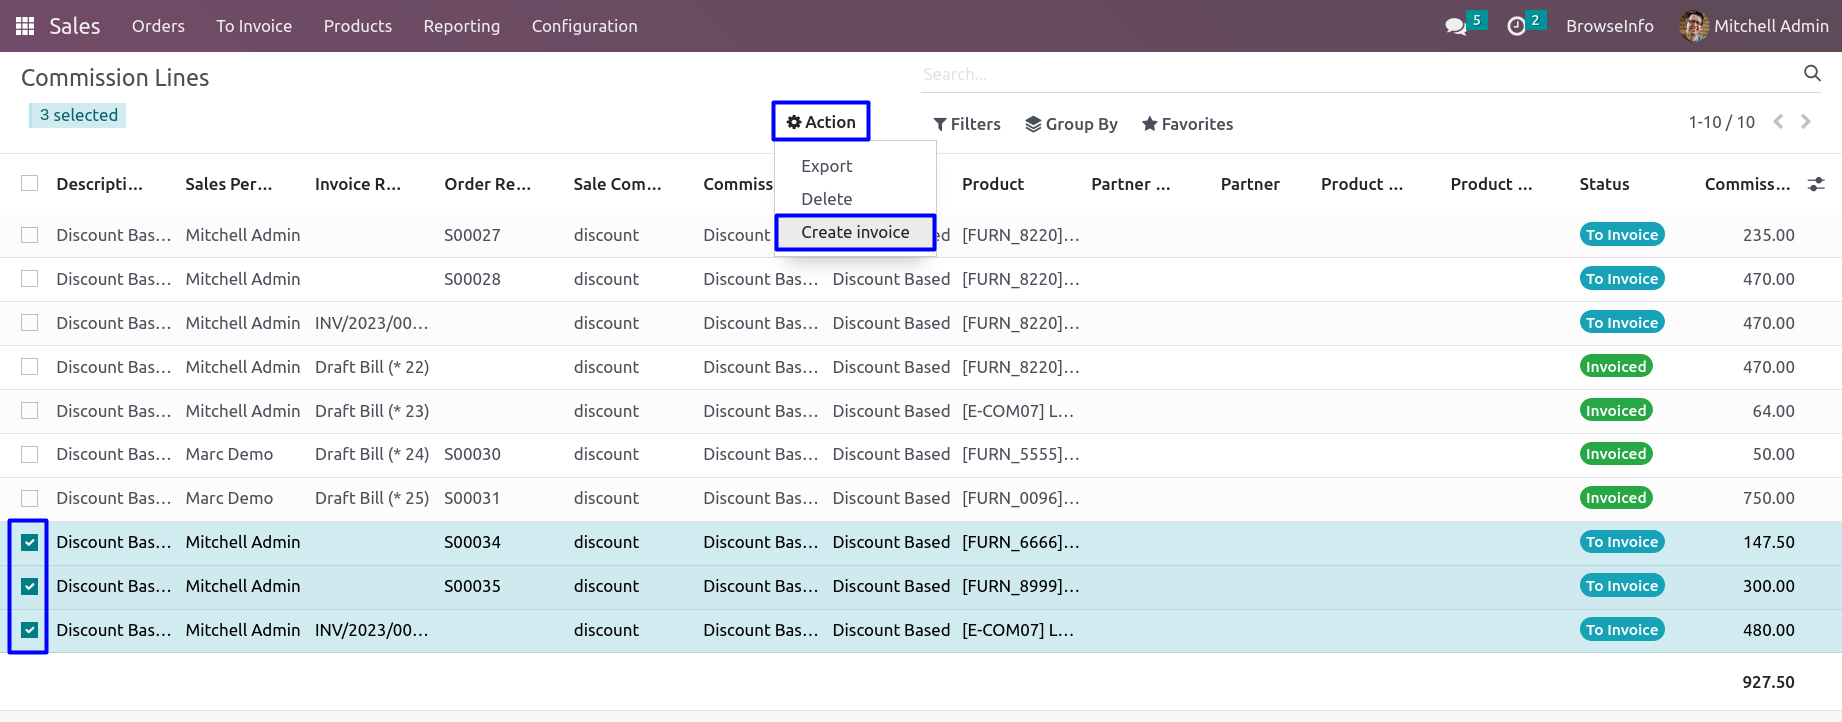 Sales Orders To Invoice Products Reporting Configuration 5 2 BrowseInfo Mitchell Admin
Commission Lines Search...
3 selected Action Filters Group By Favorites 1-10 / 10
Export
Delete
Create invoice
Descripti... Sales Per... Invoice R... Order Re... Sale Com... Commiss Product Partner ... Partner Product ... Product ... Status Commiss...
Discount Bas... Mitchell Admin S00027 discount Discount ed [FURN_8220]... To Invoice 235.00
Discount Bas... Mitchell Admin S00028 discount Discount Bas... Discount Based [FURN_8220]... To Invoice 470.00
Discount Bas... Mitchell Admin INV/2023/00... discount Discount Bas... Discount Based [FURN_8220]... To Invoice 470.00
Discount Bas... Mitchell Admin Draft Bill (* 22) discount Discount Bas... Discount Based [FURN_8220]... Invoiced 470.00
Discount Bas... Mitchell Admin Draft Bill (* 23) discount Discount Bas... Discount Based [E-COM07] L... Invoiced 64.00
Discount Bas... Marc Demo Draft Bill (* 24) S00030 discount Discount Bas... Discount Based [FURN_5555]... Invoiced 50.00
Discount Bas... Marc Demo Draft Bill (* 25) S00031 discount Discount Bas... Discount Based [FURN_0096]... Invoiced 750.00
Discount Bas... Mitchell Admin S00034 discount Discount Bas... Discount Based [FURN_6666]... To Invoice 147.50
Discount Bas... Mitchell Admin S00035 discount Discount Bas... Discount Based [FURN_8999]... To Invoice 300.00
Discount Bas... Mitchell Admin INV/2023/00... discount Discount Bas... Discount Based [E-COM07] L... To Invoice 480.00
927.50